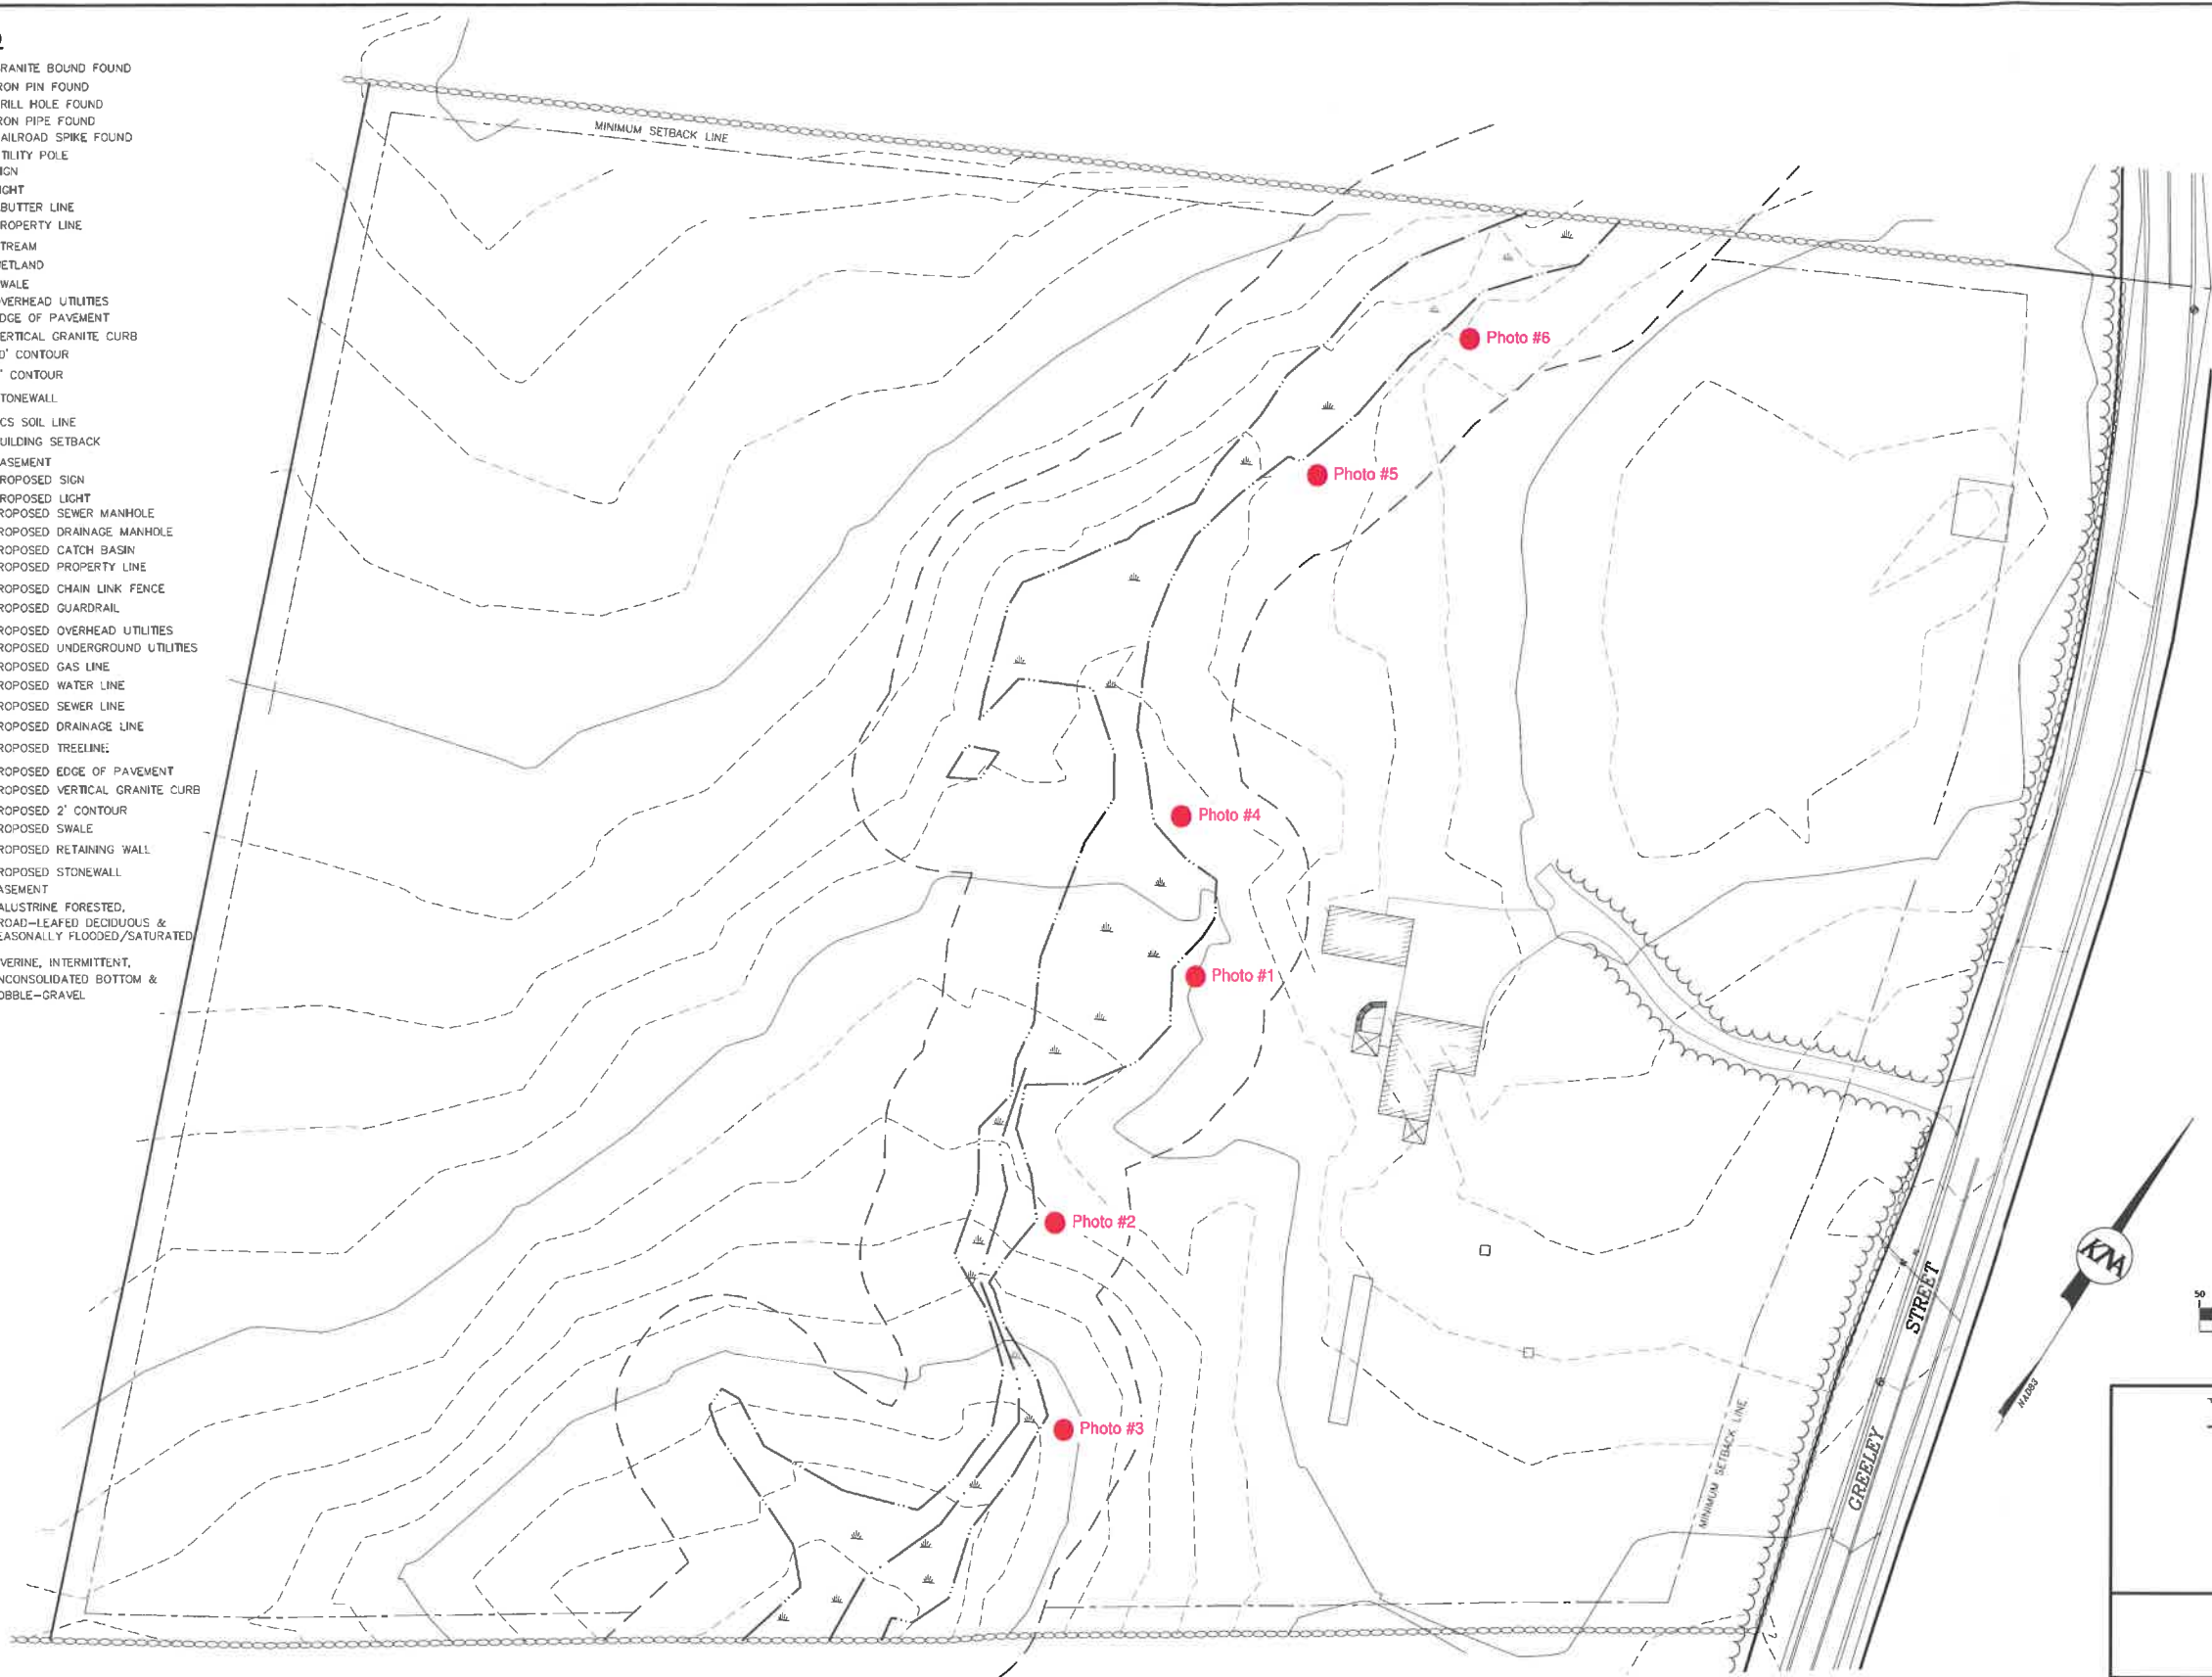 D
RANITE BOUND FOUND
RON PIN FOUND
RILL HOLE FOUND
RON PIPE FOUND
AILROAD SPIKE FOUND
TILITY POLE
IGN
IGHT
BUTTER LINE
ROPERTY LINE
TREAM
ETLAND
WALE
VERHEAD UTILITIES
DGE OF PAVEMENT
ERTICAL GRANITE CURB
0' CONTOUR
' CONTOUR
TONEWALL
CS SOIL LINE
UILDING SETBACK
ASEMENT
ROPOSED SIGN
ROPOSED LIGHT
ROPOSED SEWER MANHOLE
ROPOSED DRAINAGE MANHOLE
ROPOSED CATCH BASIN
ROPOSED PROPERTY LINE
ROPOSED CHAIN LINK FENCE
ROPOSED GUARDRAIL
ROPOSED OVERHEAD UTILITIES
ROPOSED UNDERGROUND UTILITIES
ROPOSED GAS LINE
ROPOSED WATER LINE
ROPOSED SEWER LINE
ROPOSED DRAINAGE LINE
ROPOSED TREELINE
ROPOSED EDGE OF PAVEMENT
ROPOSED VERTICAL GRANITE CURB
ROPOSED 2' CONTOUR
ROPOSED SWALE
ROPOSED RETAINING WALL
ROPOSED STONEWALL
ASEMENT
ALUSTRINE FORESTED,
ROAD-LEAFED DECIDUOUS &
EASONALLY FLOODED/SATURATED
VERINE, INTERMITTENT,
NCONSOLIDATED BOTTOM &
OBBLE-GRAVEL
MINIMUM SETBACK LINE
Photo #6
Photo #5
Photo #4
Photo #1
Photo #2
Photo #3
MINIMUM SETBACK LINE
GREELEY STREET
KNA
NAD83
50